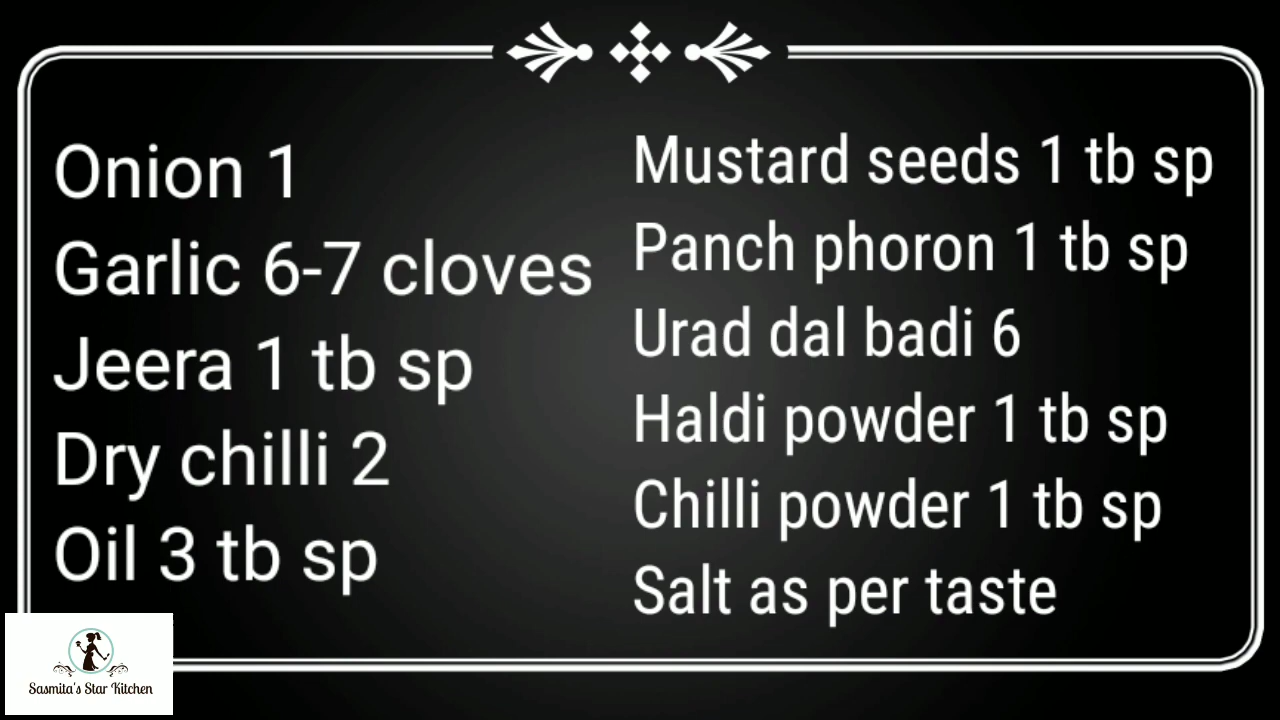 Onion 1
Garlic 6-7 cloves
Jeera 1 tb sp
Dry chilli 2
Oil 3 tb sp
Mustard seeds 1 tb sp
Panch phoron 1 tb sp
Urad dal badi 6
Haldi powder 1 tb sp
Chilli powder 1 tb sp
Salt as per taste
Sasmita's Star Kitchen